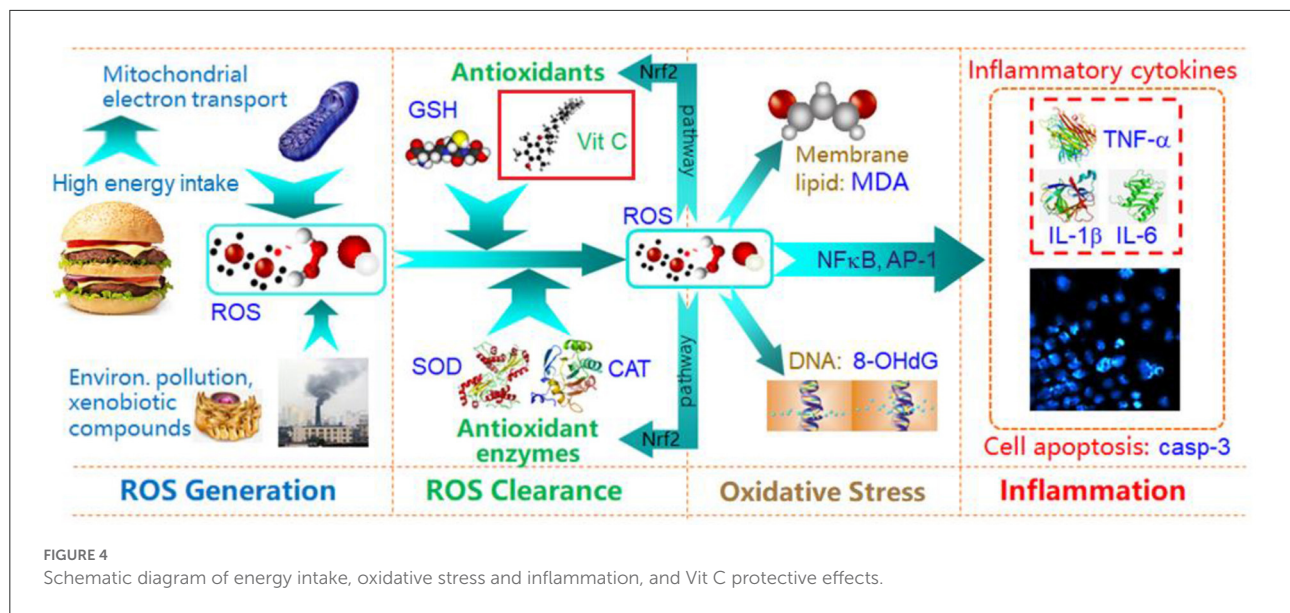 Mitochondrial
electron transport
High energy intake
ROS
Environ. pollution,
xenobiotic
compounds
ROS Generation
Antioxidants
Nrf2
pathway
GSH
Vit C
SOD
CAT
Antioxidant
enzymes
Nrf2
pathway
ROS Clearance
ROS
Membrane
lipid: MDA
NFκB, AP-1
DNA: 8-OHdG
Oxidative Stress
Inflammatory cytokines
TNF-α
IL-1β IL-6
Cell apoptosis: casp-3
Inflammation
FIGURE 4
Schematic diagram of energy intake, oxidative stress and inflammation, and Vit C protective effects.